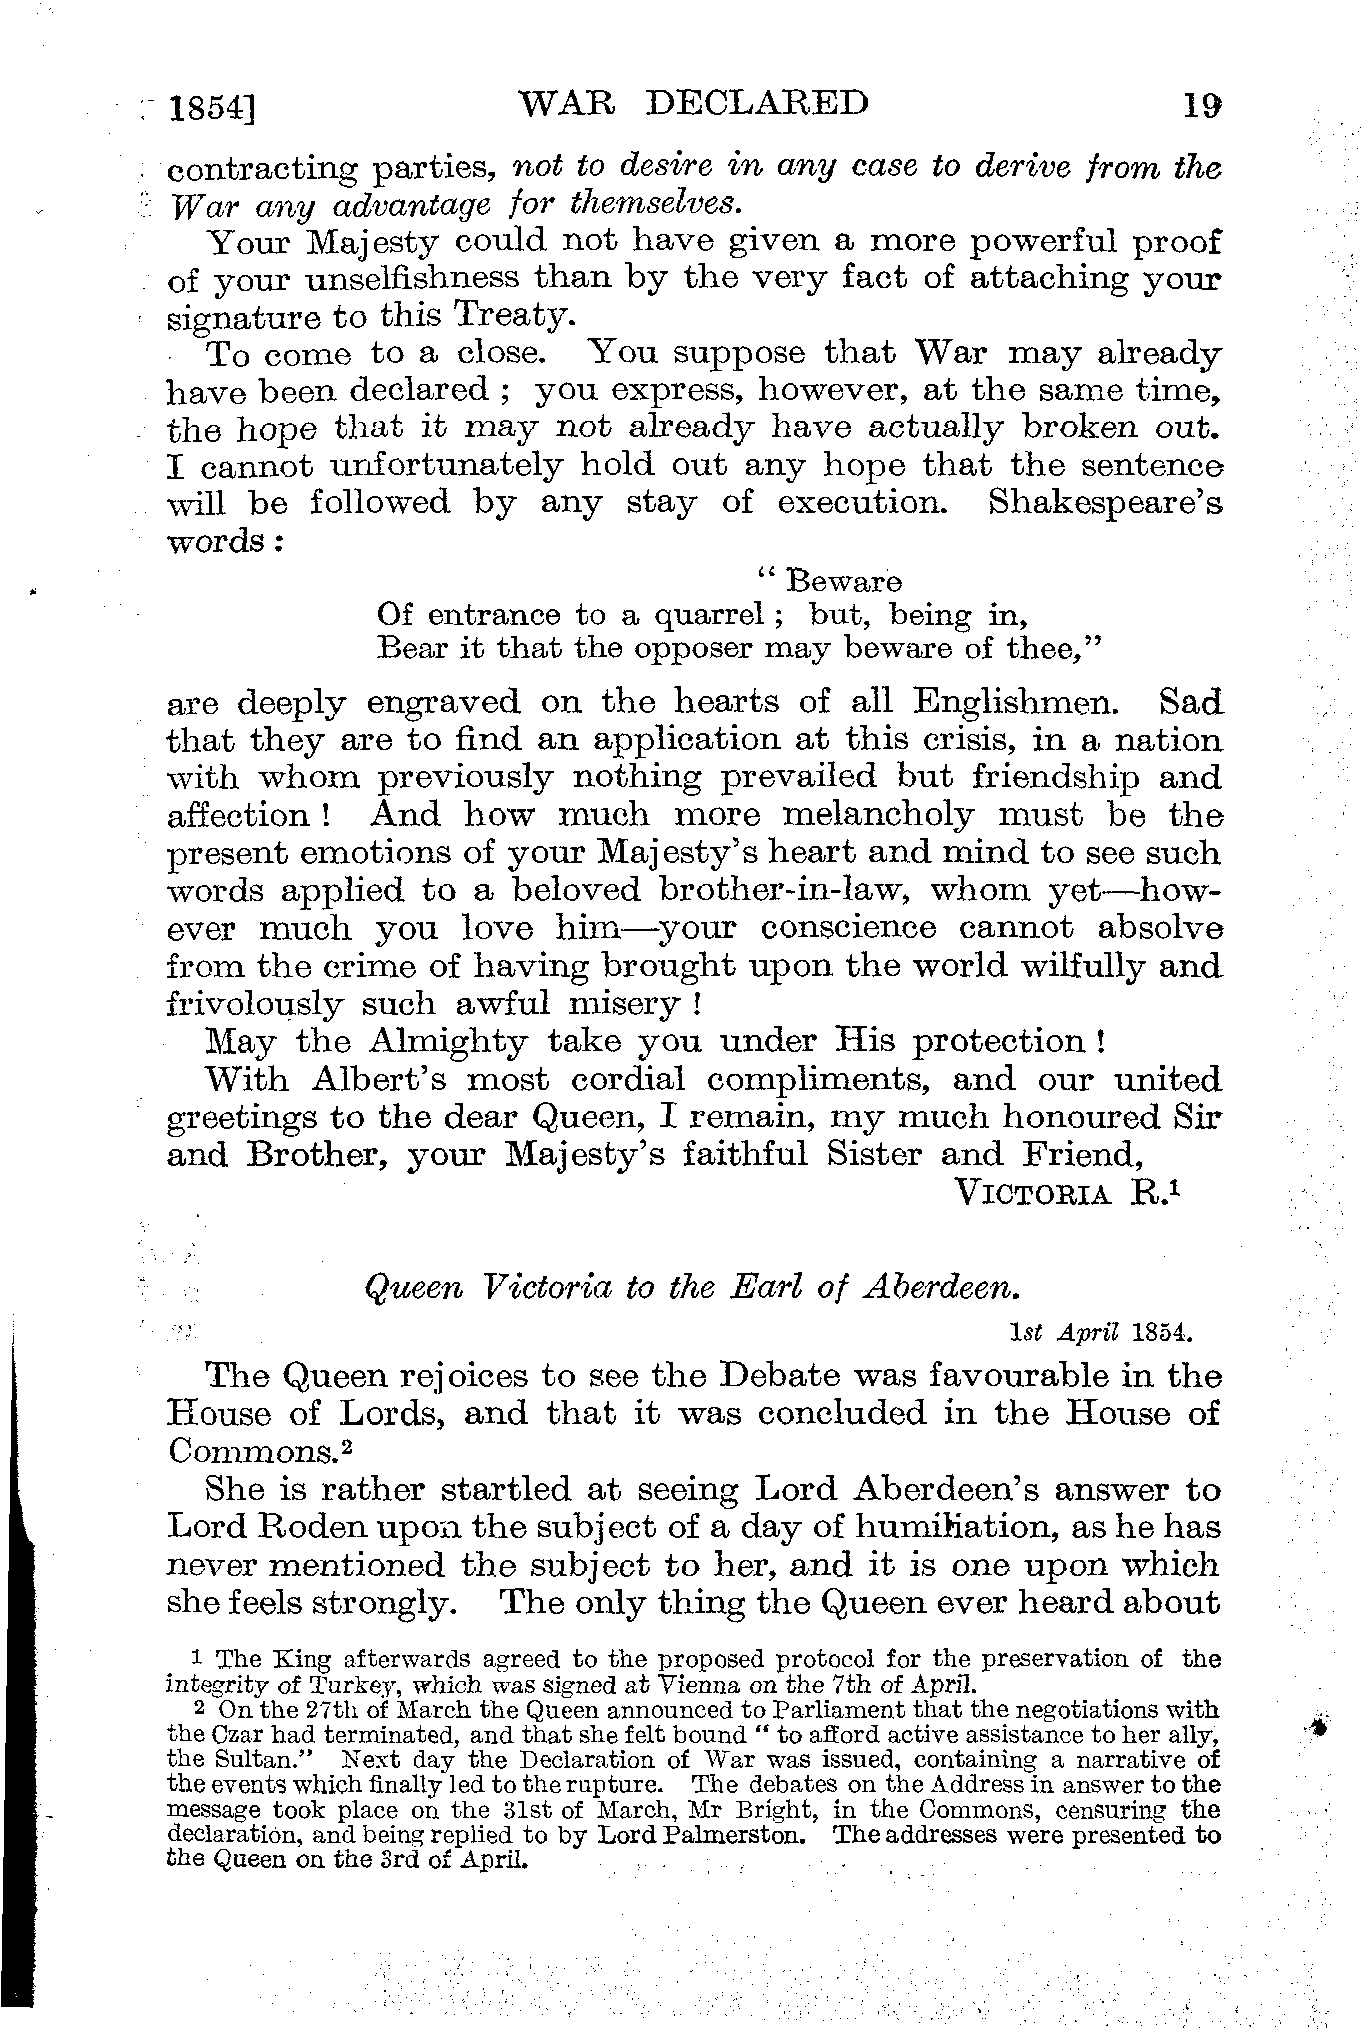 1854] WAR DECLARED 19
contracting parties, not to desire in any case to derive from the
War any advantage for themselves.
Your Majesty could not have given a more powerful proof
of your unselfishness than by the very fact of attaching your
signature to this Treaty.
To come to a close. You suppose that War may already
have been declared ; you express, however, at the same time,
the hope that it may not already have actually broken out.
I cannot unfortunately hold out any hope that the sentence
will be followed by any stay of execution. Shakespeare's
words :
“ Beware
Of entrance to a quarrel ; but, being in,
Bear it that the opposer may beware of thee,”
are deeply engraved on the hearts of all Englishmen. Sad
that they are to find an application at this crisis, in a nation
with whom previously nothing prevailed but friendship and
affection ! And how much more melancholy must be the
present emotions of your Majesty's heart and mind to see such
words applied to a beloved brother-in-law, whom yet—how-
ever much you love him—your conscience cannot absolve
from the crime of having brought upon the world wilfully and
frivolously such awful misery !
May the Almighty take you under His protection !
With Albert's most cordial compliments, and our united
greetings to the dear Queen, I remain, my much honoured Sir
and Brother, your Majesty's faithful Sister and Friend,
VICTORIA R.¹
Queen Victoria to the Earl of Aberdeen.
1st April 1854.
The Queen rejoices to see the Debate was favourable in the
House of Lords, and that it was concluded in the House of
Commons.²
She is rather startled at seeing Lord Aberdeen's answer to
Lord Roden upon the subject of a day of humiliation, as he has
never mentioned the subject to her, and it is one upon which
she feels strongly. The only thing the Queen ever heard about
¹ The King afterwards agreed to the proposed protocol for the preservation of the
integrity of Turkey, which was signed at Vienna on the 7th of April.
² On the 27th of March the Queen announced to Parliament that the negotiations with
the Czar had terminated, and that she felt bound “ to afford active assistance to her ally,
the Sultan.” Next day the Declaration of War was issued, containing a narrative of
the events which finally led to the rupture. The debates on the Address in answer to the
message took place on the 31st of March, Mr Bright, in the Commons, censuring the
declaration, and being replied to by Lord Palmerston. The addresses were presented to
the Queen on the 3rd of April.